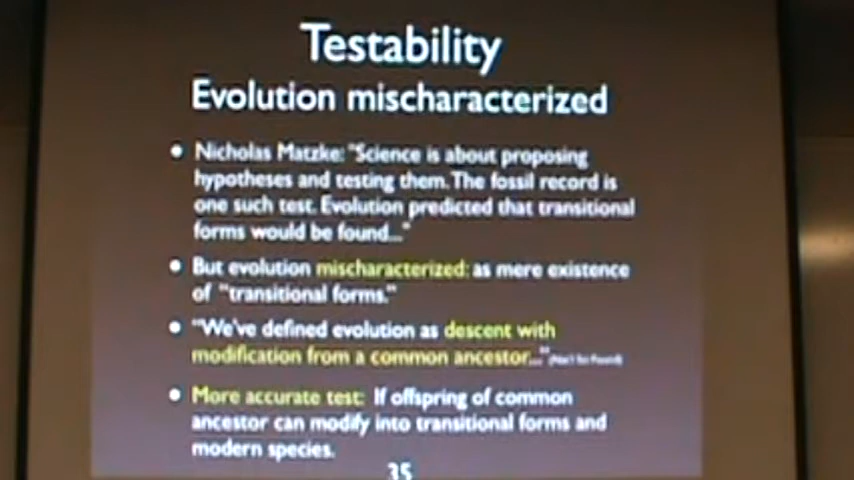 Testability
Evolution mischaracterized
• Nicholas Matzke: "Science is about proposing
hypotheses and testing them. The fossil record is
one such test. Evolution predicted that transitional
forms would be found..."
• But evolution mischaracterized: as mere existence
of "transitional forms."
• "We've defined evolution as descent with
modification from a common ancestor..."
• More accurate test: If offspring of common
ancestor can modify into transitional forms and
modern species.
35